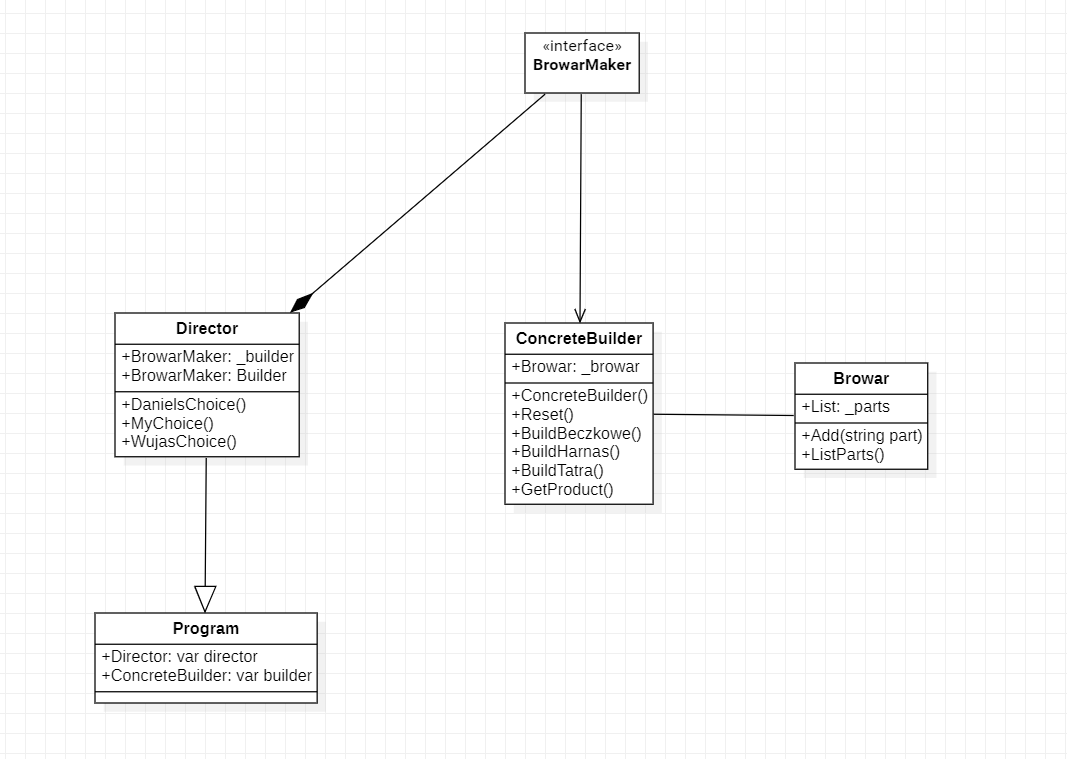 «interface»
BrowarMaker
Director
+BrowarMaker: _builder
+BrowarMaker: Builder
+DanielsChoice()
+MyChoice()
+WujasChoice()
ConcreteBuilder
+Browar: _browar
+ConcreteBuilder()
+Reset()
+BuildBeczkowe()
+BuildHarnas()
+BuildTatra()
+GetProduct()
Browar
+List: _parts
+Add(string part)
+ListParts()
Program
+Director: var director
+ConcreteBuilder: var builder